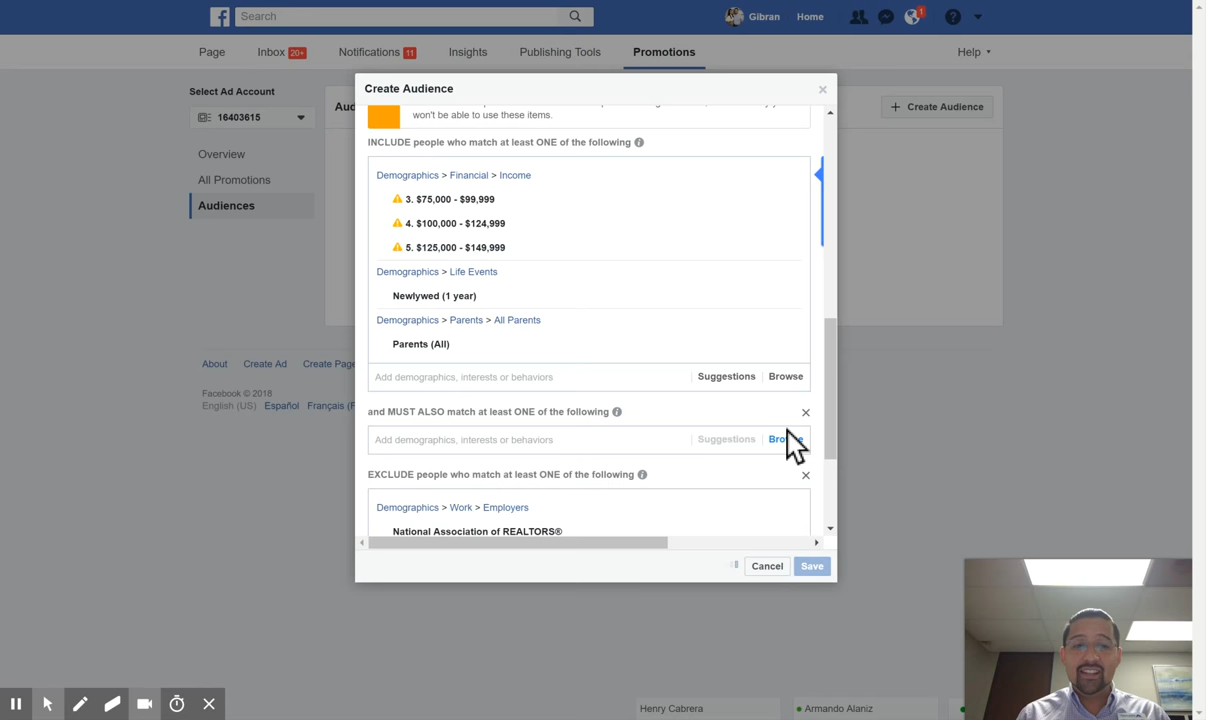 Search
Gibran Home 1
Page Inbox 20+ Notifications 11 Insights Publishing Tools Promotions Help
Select Ad Account
16403615
Overview
All Promotions
Audiences
+ Create Audience
Create Audience
won't be able to use these items.
INCLUDE people who match at least ONE of the following
Demographics > Financial > Income
3. $75,000 - $99,999
4. $100,000 - $124,999
5. $125,000 - $149,999
Demographics > Life Events
Newlywed (1 year)
Demographics > Parents > All Parents
Parents (All)
Add demographics, interests or behaviors Suggestions Browse
and MUST ALSO match at least ONE of the following
Add demographics, interests or behaviors Suggestions
EXCLUDE people who match at least ONE of the following
Demographics > Work > Employers
National Association of REALTORS®
Cancel Save
About Create Ad Create Page
Facebook © 2018
English (US) Español
Henry Cabrera
Armando Alaniz